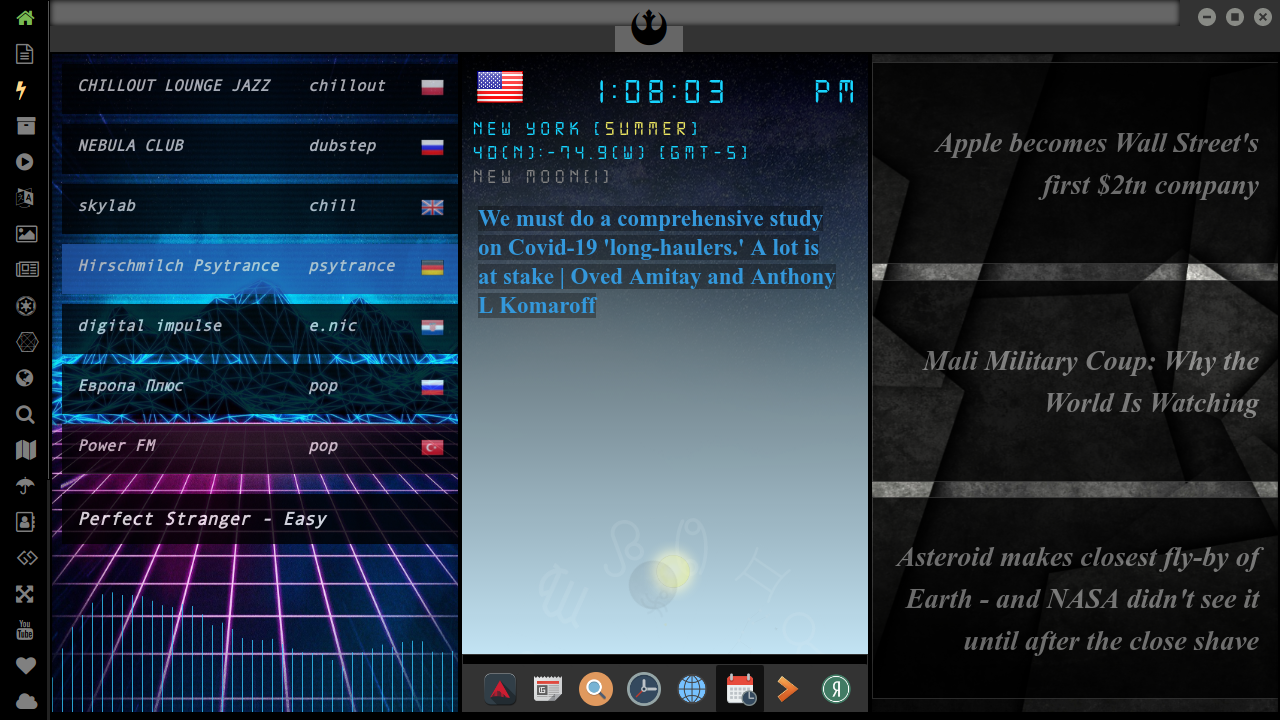 CHILLOUT LOUNGE JAZZ chillout
NEBULA CLUB dubstep
skylab chill
Hirschmilch Psytrance psytrance
digital impulse e.nic
Европа Плюс pop
Power FM pop
Perfect Stranger - Easy
1:08:03 PM
NEW YORK [SUMMER]
40(N):-74.9(W) [GMT-5]
NEW MOON[1]
We must do a comprehensive study
on Covid-19 'long-haulers.' A lot is
at stake | Oved Amitay and Anthony
L Komaroff
Apple becomes Wall Street's
first $2tn company
Mali Military Coup: Why the
World Is Watching
Asteroid makes closest fly-by of
Earth - and NASA didn't see it
until after the close shave
You
Tube
Я